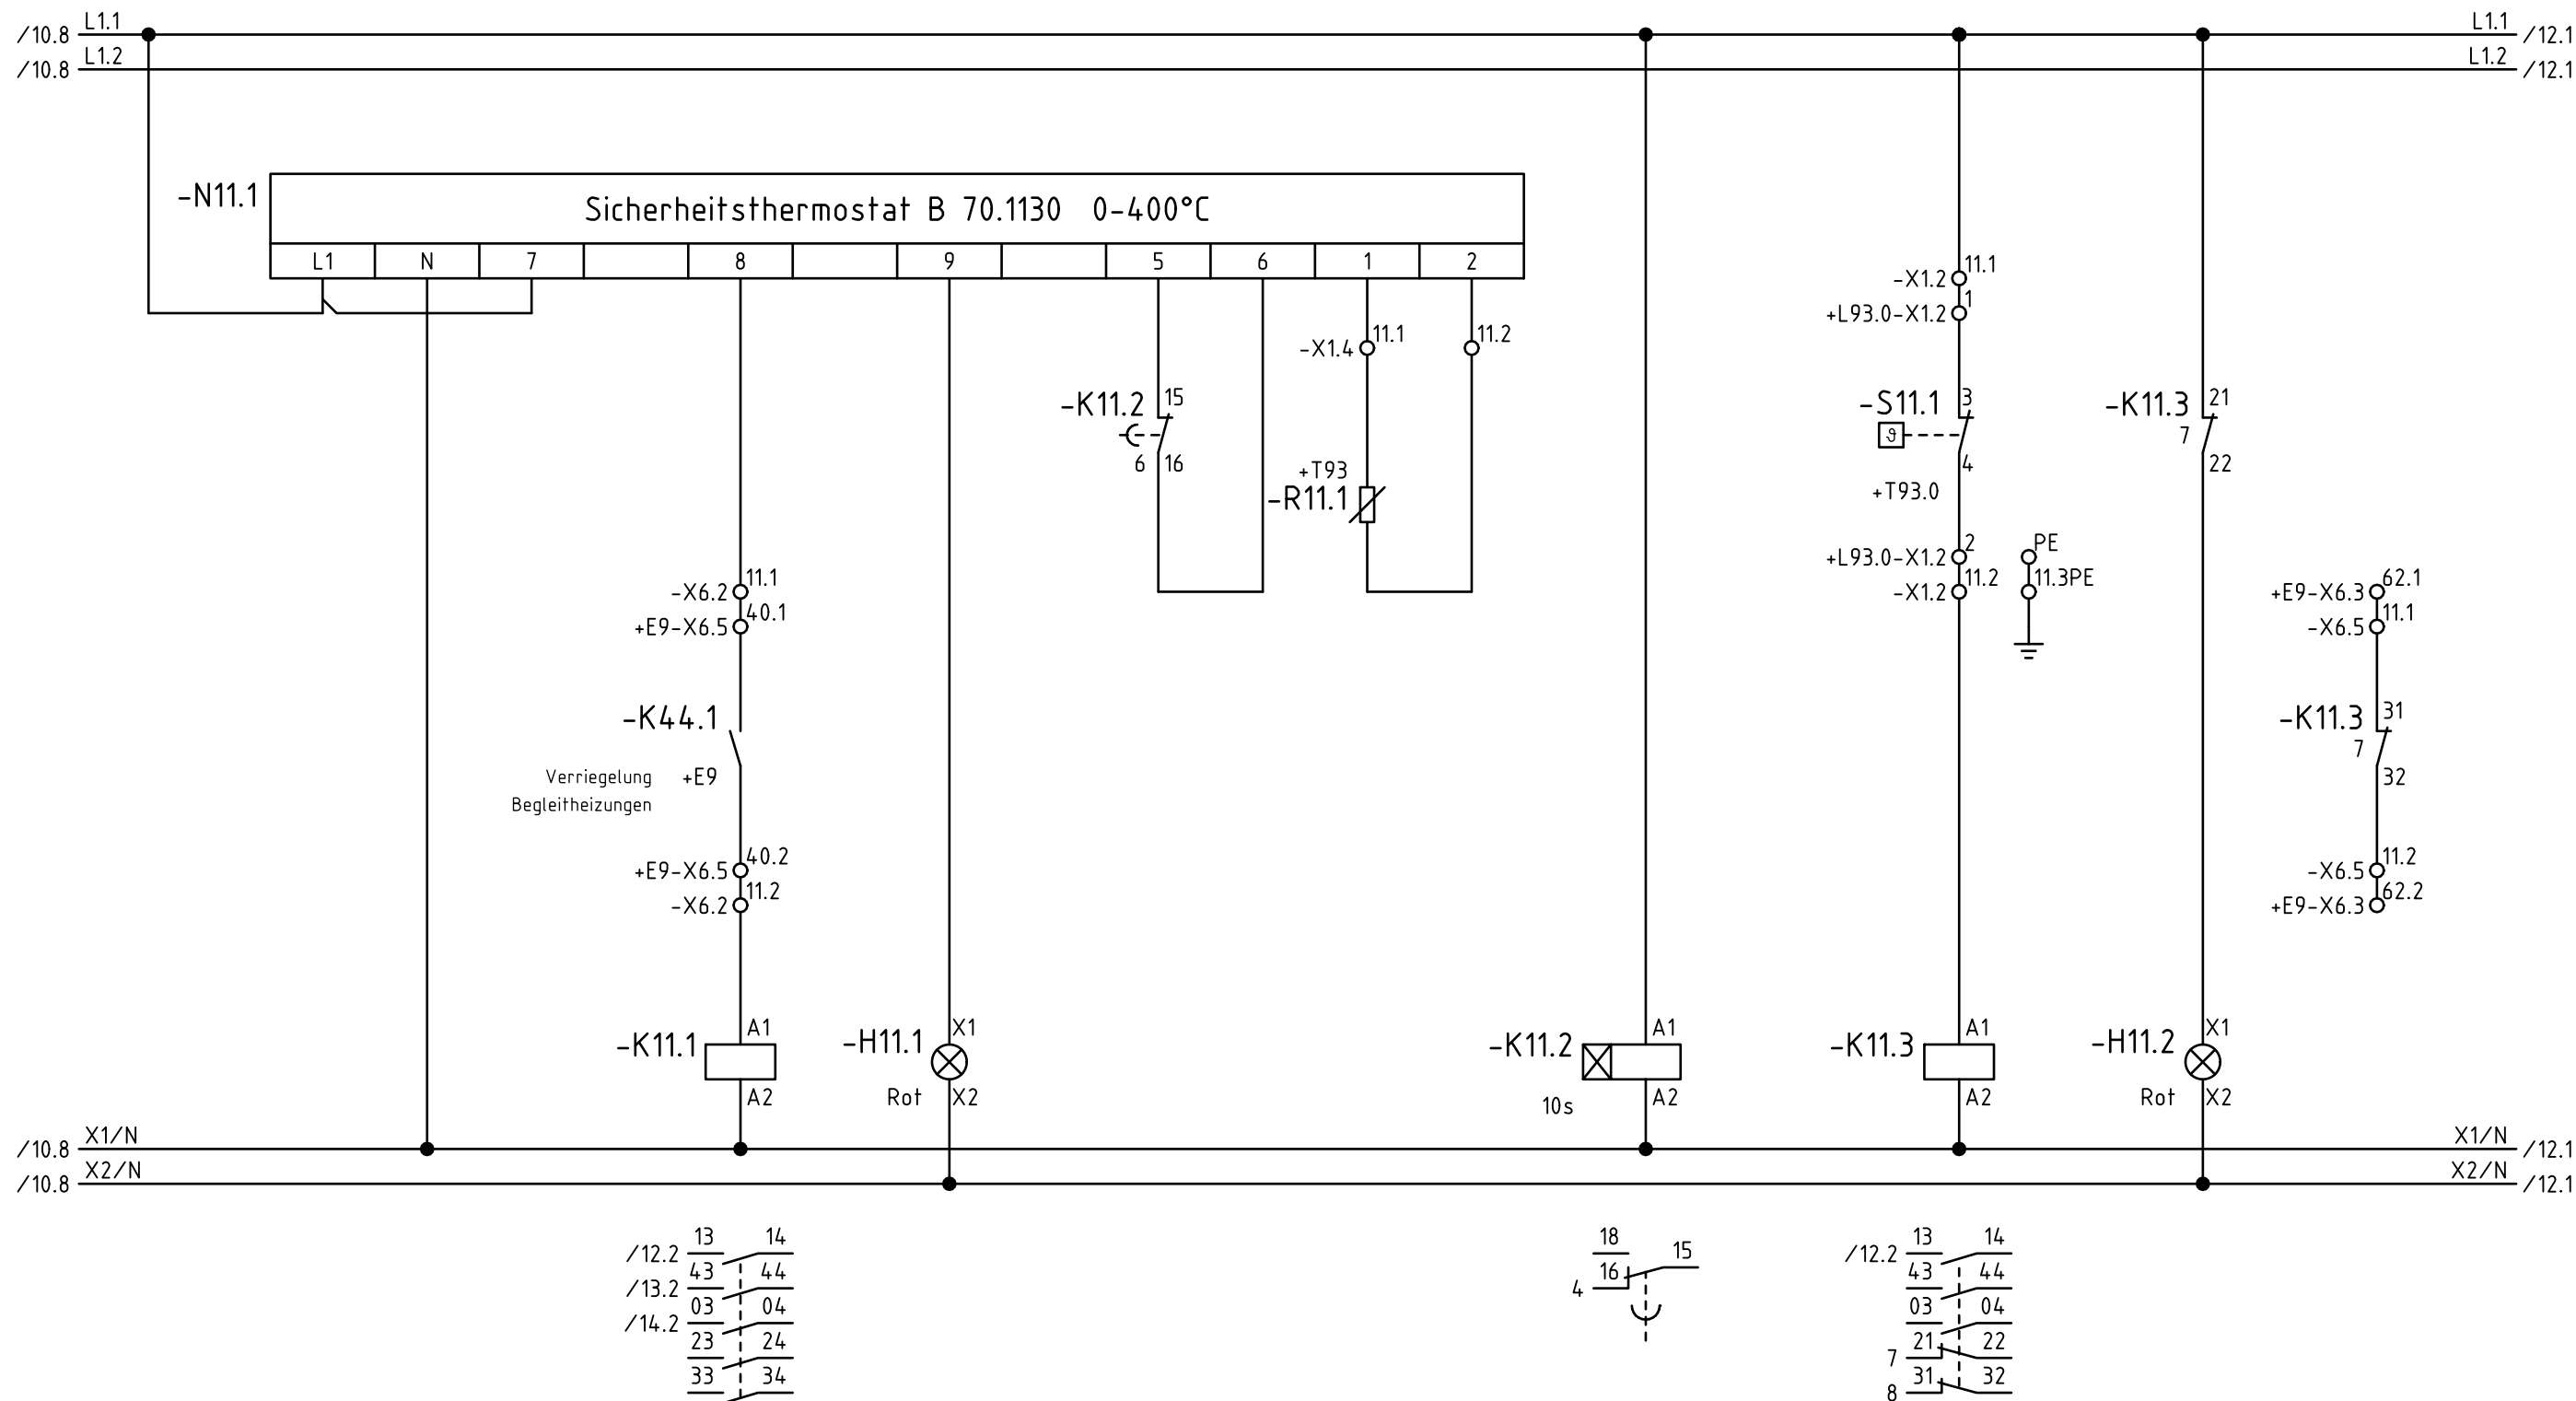 L1.1 L1.1
/10.8 /12.1
L1.2 L1.2
/10.8 /12.1
-N11.1
Sicherheitsthermostat B 70.1130 0-400°C
L1 N 7 8 9 5 6 1 2
11.1
-X1.2
1
+L93.0-X1.2
11.1 11.2
-X1.4
-K11.2 15
6 16
-S11.1 3
ϑ
4
+T93.0
-K11.3 21
7
22
+T93
-R11.1
2 PE
+L93.0-X1.2
11.2 11.3PE
-X1.2
11.1
-X6.2
40.1
+E9-X6.5
62.1
+E9-X6.3
11.1
-X6.5
-K44.1
Verriegelung +E9
Begleitheizungen
-K11.3 31
7
32
40.2
+E9-X6.5
11.2
-X6.2
11.2
-X6.5
62.2
+E9-X6.3
A1 X1 A1 A1 X1
-K11.1 -H11.1 -K11.2 -K11.3 -H11.2
A2 Rot X2 10s A2 A2 Rot X2
X1/N X1/N
/10.8 /12.1
X2/N X2/N
/10.8 /12.1
13 14
/12.2
43 44
/13.2
03 04
/14.2
23 24
33 34
18
15
16
4
13 14
/12.2
43 44
03 04
21 22
7
31 32
8